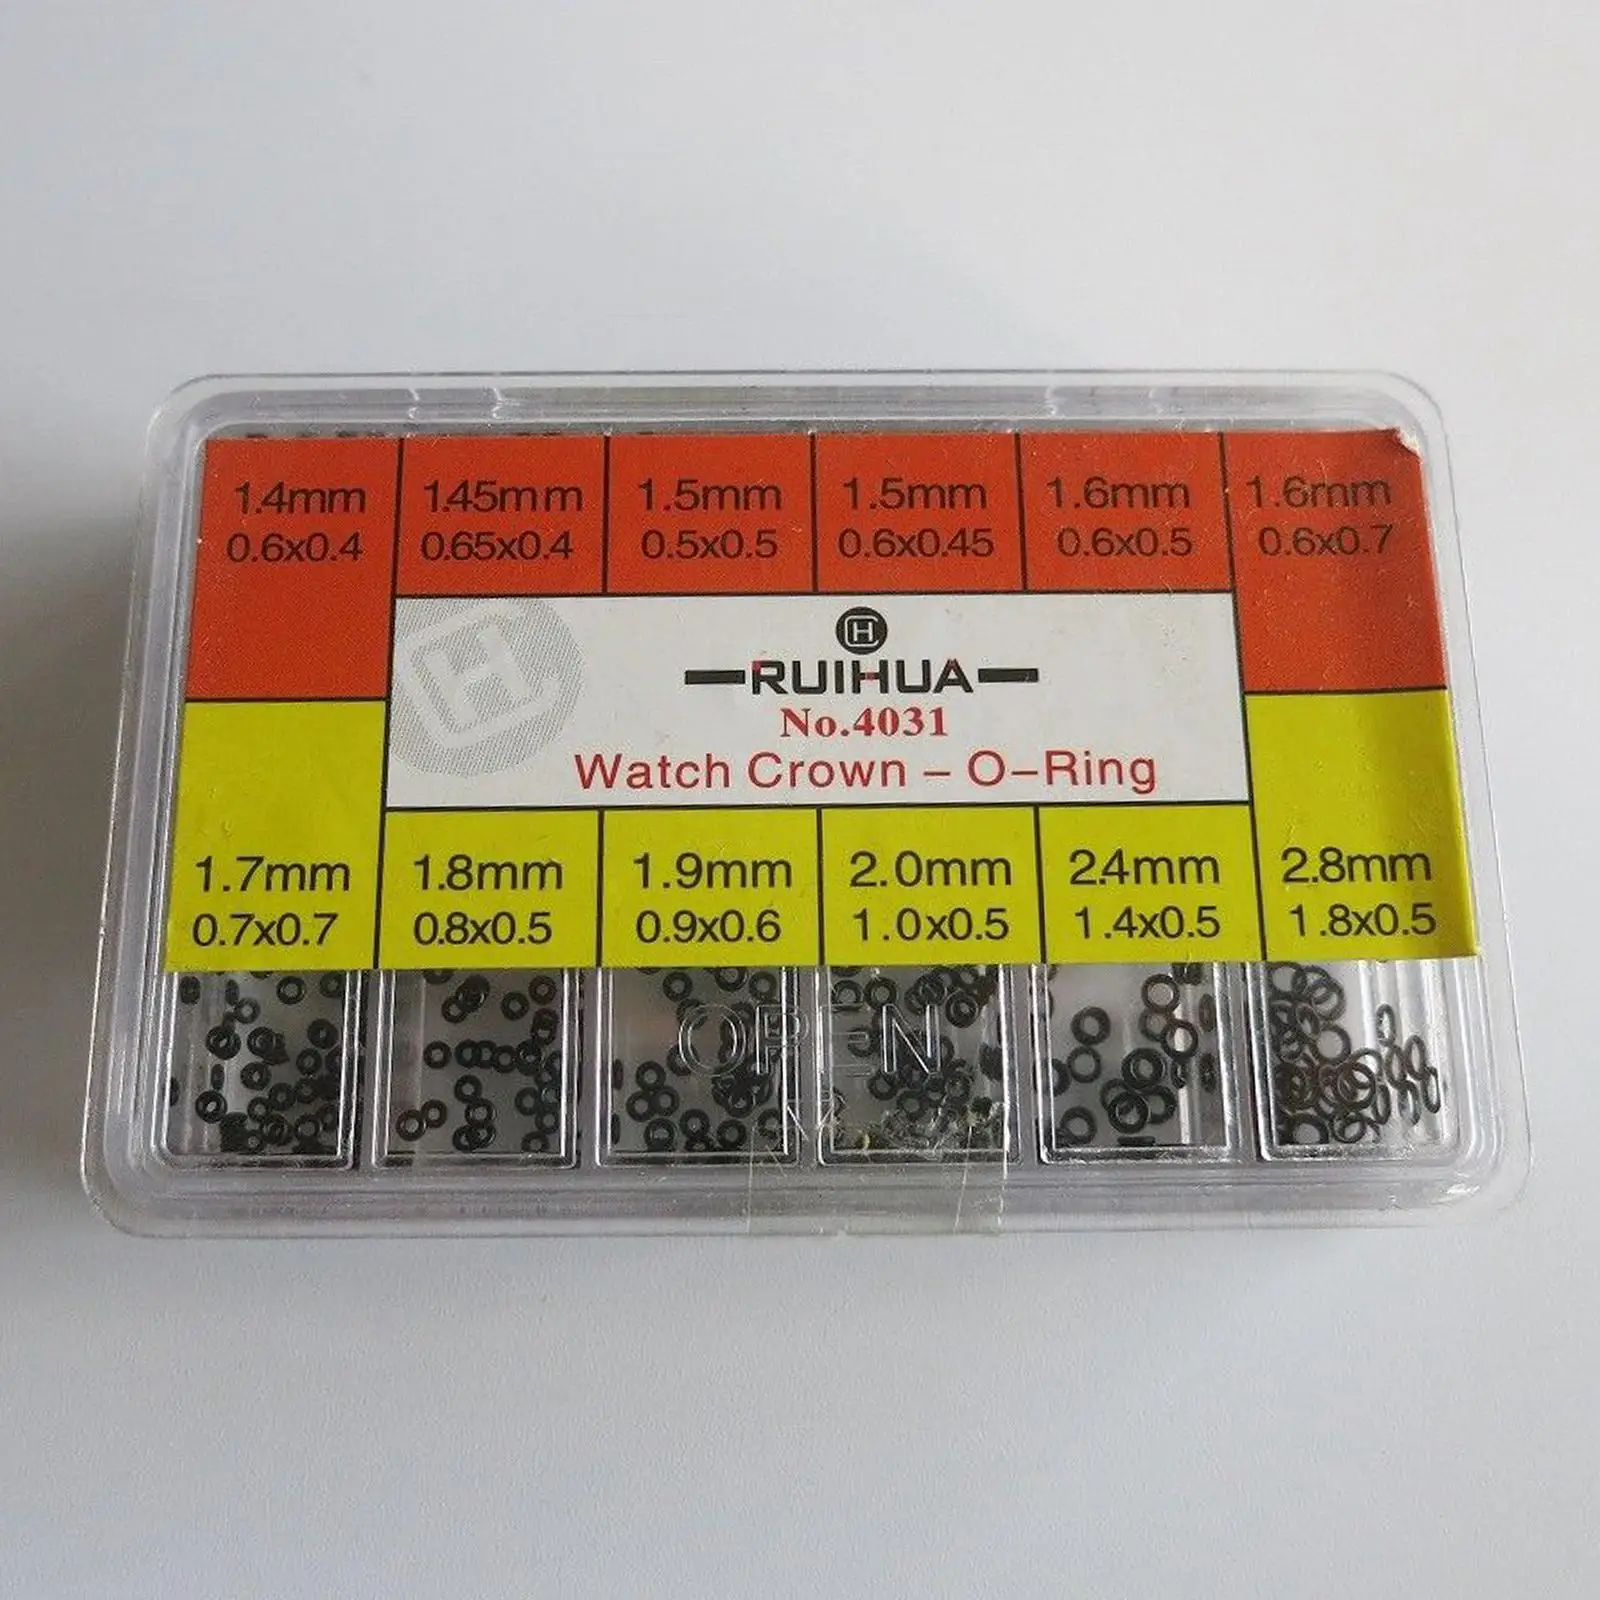 1.4mm 1.45mm 1.5mm 1.5mm 1.6mm 1.6mm
0.6x0.4 0.65x0.4 0.5x0.5 0.6x0.45 0.6x0.5 0.6x0.7
RUIHUA
No.4031
Watch Crown – O–Ring
1.7mm 1.8mm 1.9mm 2.0mm 2.4mm 2.8mm
0.7x0.7 0.8x0.5 0.9x0.6 1.0x0.5 1.4x0.5 1.8x0.5
OPEN